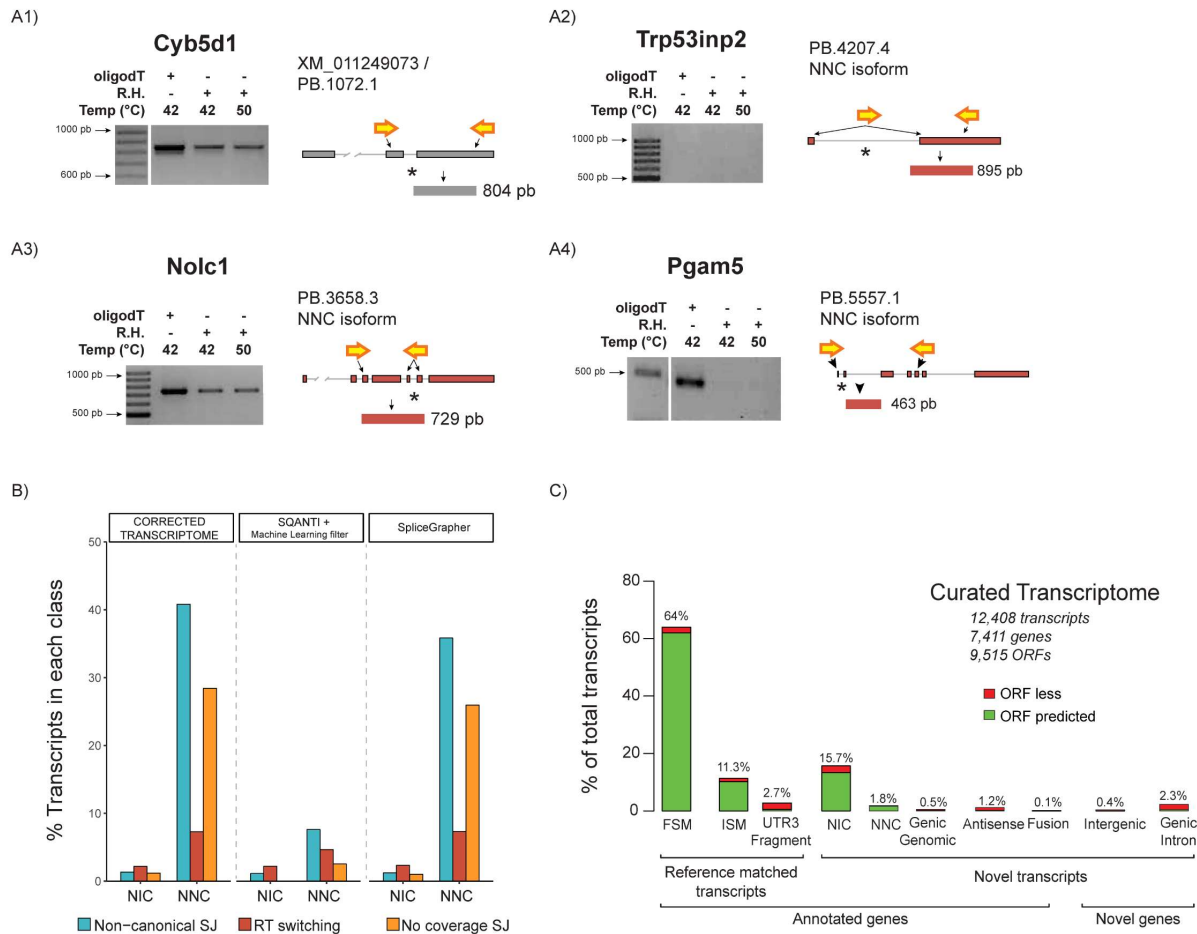 A1)
Cyb5d1
oligodT + - -
R.H. - + +
Temp (°C) 42 42 50
1000 pb
600 pb
XM_011249073 /
PB.1072.1
*
804 pb
A2)
Trp53inp2
oligodT + - -
R.H. - + +
Temp (°C) 42 42 50
1000 pb
500 pb
PB.4207.4
NNC isoform
*
895 pb
A3)
Nolc1
oligodT + - -
R.H. - + +
Temp (°C) 42 42 50
1000 pb
500 pb
PB.3658.3
NNC isoform
*
729 pb
A4)
Pgam5
oligodT + - -
R.H. - + +
Temp (°C) 42 42 50
500 pb
PB.5557.1
NNC isoform
*
463 pb
B)
CORRECTED
TRANSCRIPTOME
SQANTI +
Machine Learning filter
SpliceGrapher
% Transcripts in each class
50
40
30
20
10
0
NIC NNC NIC NNC NIC NNC
Non-canonical SJ RT switching No coverage SJ
C)
Curated Transcriptome
12,408 transcripts
7,411 genes
9,515 ORFs
ORF less
ORF predicted
% of total transcripts
80
60
40
20
0
64% 11.3% 2.7% 15.7% 1.8% 0.5% 1.2% 0.1% 0.4% 2.3%
FSM ISM UTR3 Fragment NIC NNC Genic Genomic Antisense Fusion Intergenic Genic Intron
Reference matched transcripts
Novel transcripts
Annotated genes
Novel genes